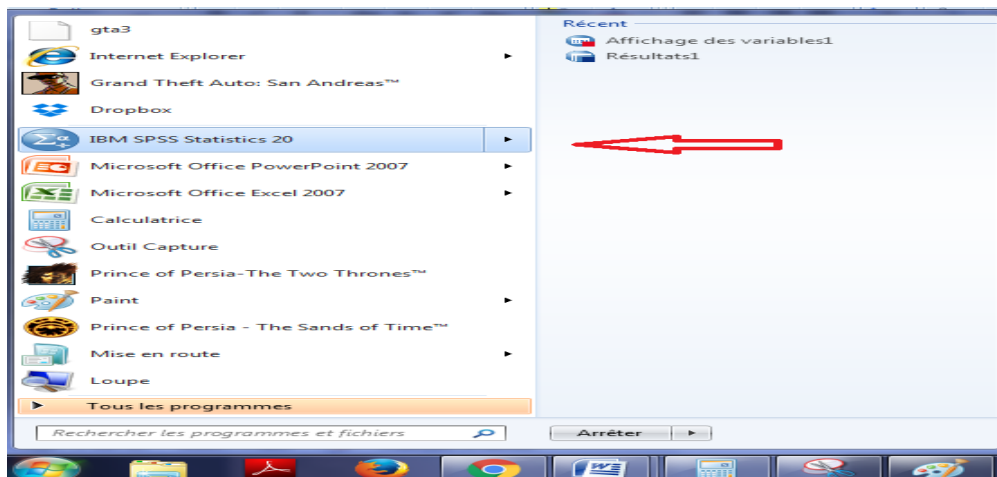 gta3
Internet Explorer
Grand Theft Auto: San Andreas™
Dropbox
IBM SPSS Statistics 20
Microsoft Office PowerPoint 2007
Microsoft Office Excel 2007
Calculatrice
Outil Capture
Prince of Persia-The Two Thrones™
Paint
Prince of Persia - The Sands of Time™
Mise en route
Loupe
Tous les programmes
Rechercher les programmes et fichiers
Récent
Affichage des variables1
Résultats1
Arrêter